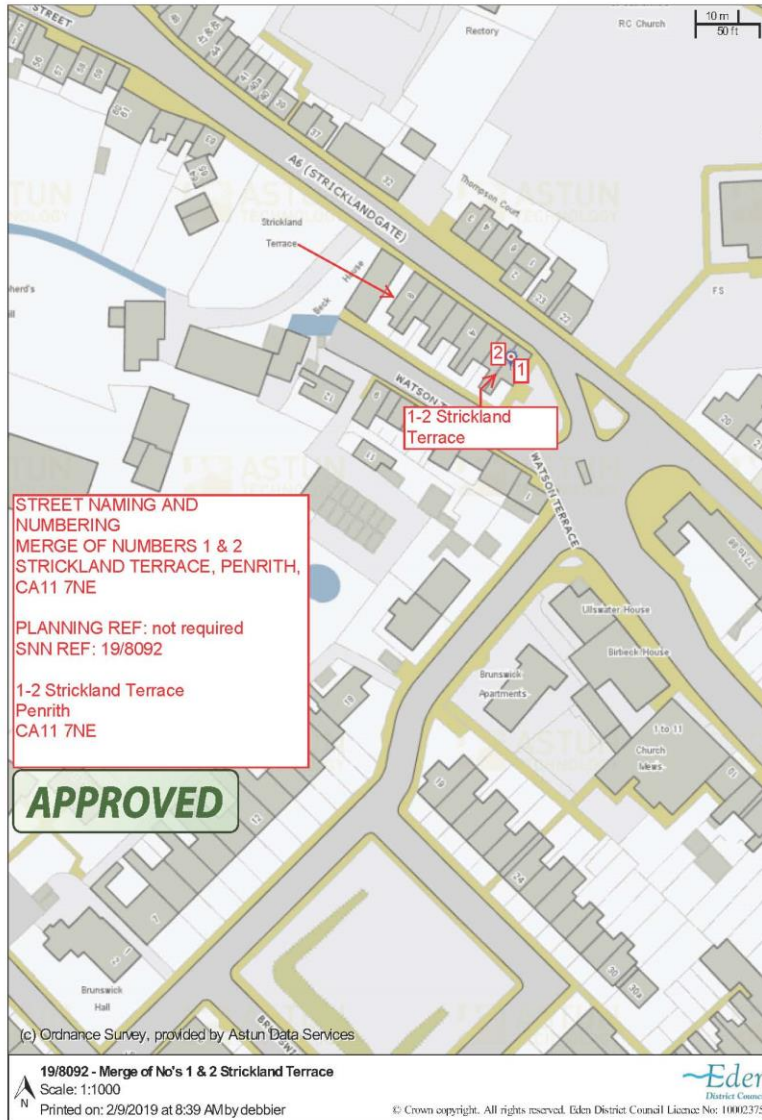 10 m
50 ft
RC Church
Rectory
STREET
A6 (STRICKLANDGATE)
Thompson Court
Strickland
Terrace
Beck House
FS
2
1
1-2 Strickland
Terrace
WATSON TERRACE
ASTUN
TECHNOLOGY
STREET NAMING AND
NUMBERING
MERGE OF NUMBERS 1 & 2
STRICKLAND TERRACE, PENRITH,
CA11 7NE
PLANNING REF: not required
SNN REF: 19/8092
1-2 Strickland Terrace
Penrith
CA11 7NE
APPROVED
Ullswater House
Birbeck House
Brunswick
Apartments
1 to 11
Church
Mews
Brunswick
Hall
(c) Ordnance Survey, provided by Astun Data Services
19/8092 - Merge of No's 1 & 2 Strickland Terrace
Scale: 1:1000
Printed on: 2/9/2019 at 8:39 AM by debbier
N
Eden
District Council
© Crown copyright. All rights reserved. Eden District Council Licence No: